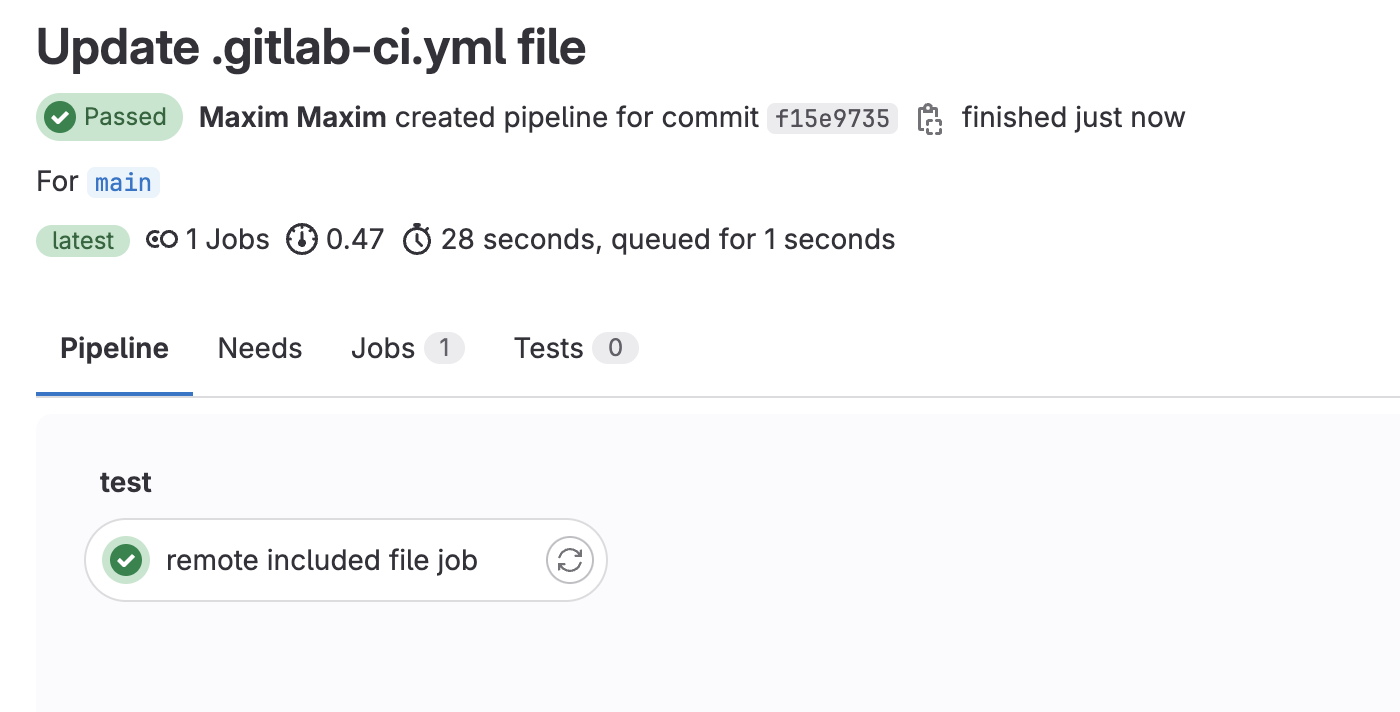 Update .gitlab-ci.yml file
Passed Maxim Maxim created pipeline for commit f15e9735 finished just now
For main
latest 1 Jobs 0.47 28 seconds, queued for 1 seconds
Pipeline Needs Jobs 1 Tests 0
test
remote included file job